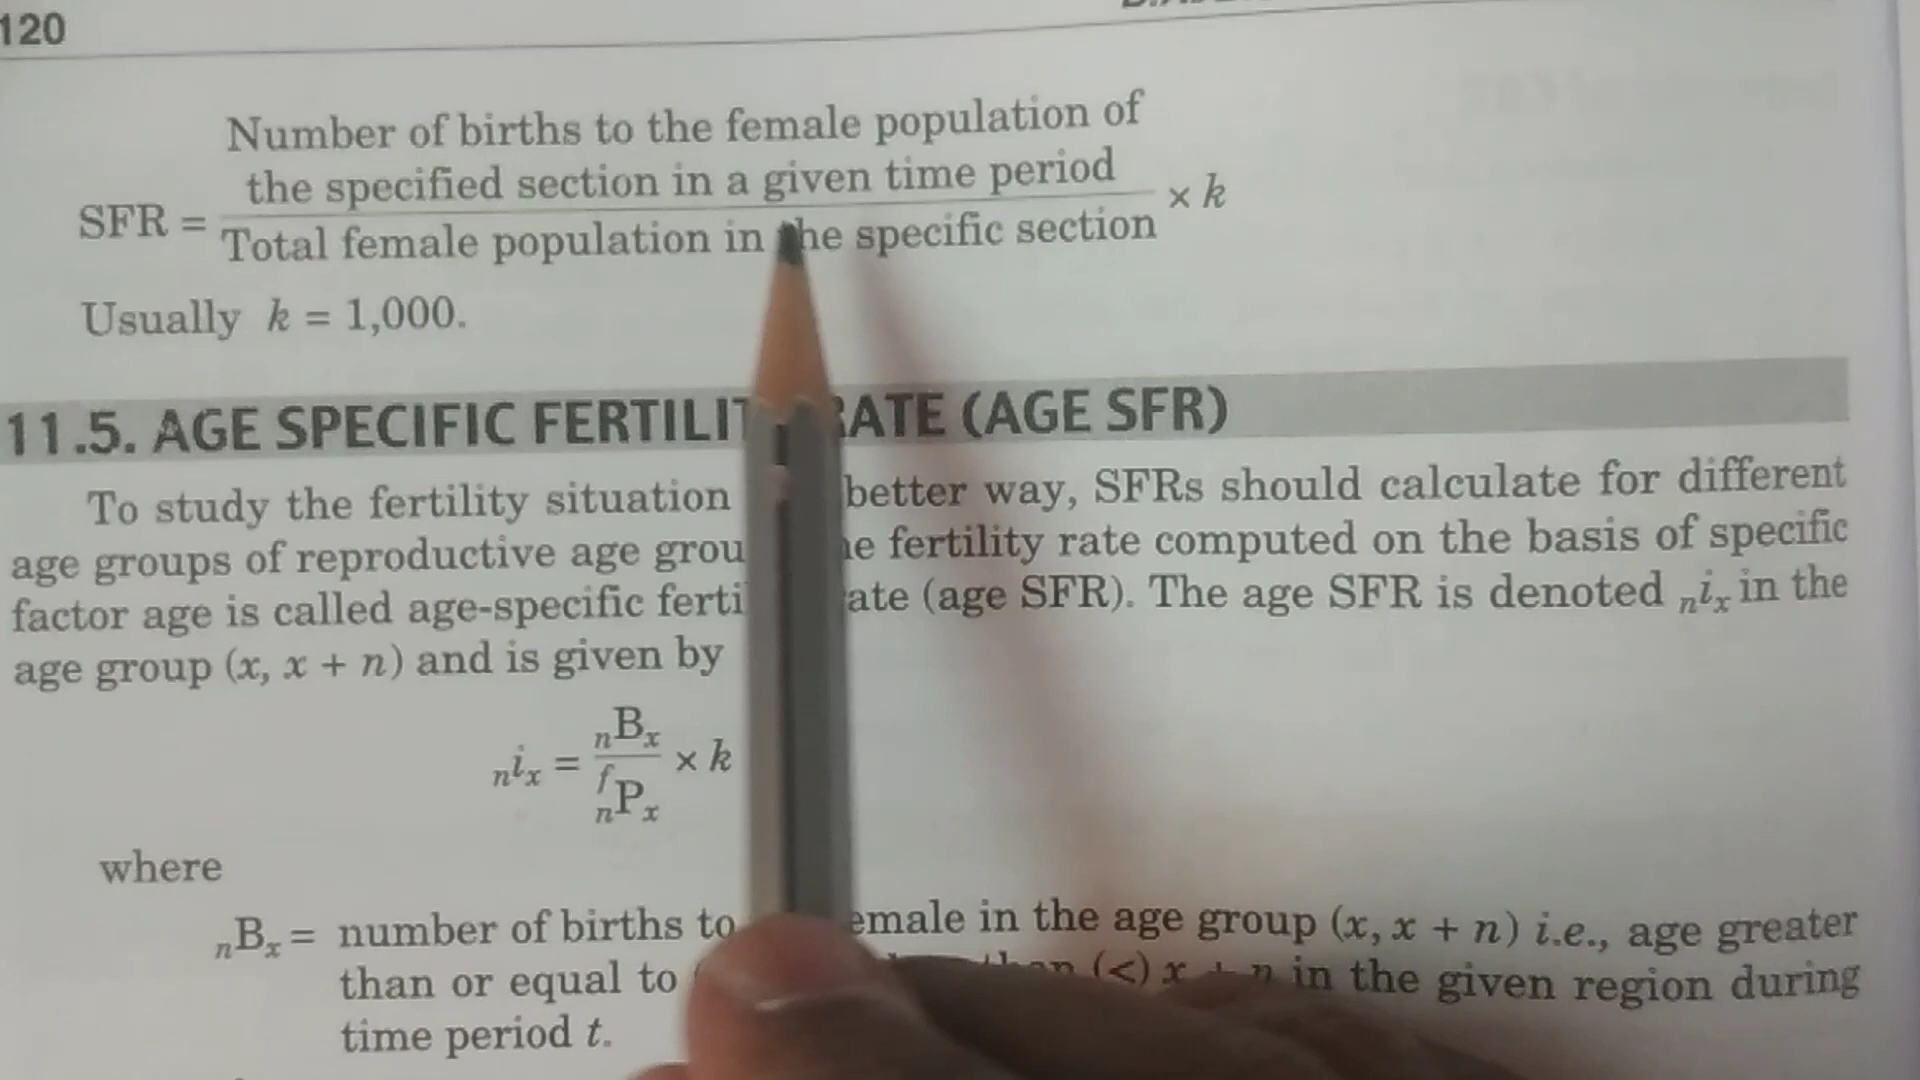 120
Number of births to the female population of
the specified section in a given time period
SFR = × k
Total female population in the specific section
Usually k = 1,000.
11.5. AGE SPECIFIC FERTILIT RATE (AGE SFR)
To study the fertility situation better way, SFRs should calculate for different
age groups of reproductive age grou fertility rate computed on the basis of specific
factor age is called age-specific ferti ate (age SFR). The age SFR is denoted ₙiₓ in the
age group (x, x + n) and is given by
ₙiₓ = ₙBₓ / ᶠₙPₓ × k
where
ₙBₓ = number of births to emale in the age group (x, x + n) i.e., age greater
than or equal to than (<) x + n in the given region during
time period t.